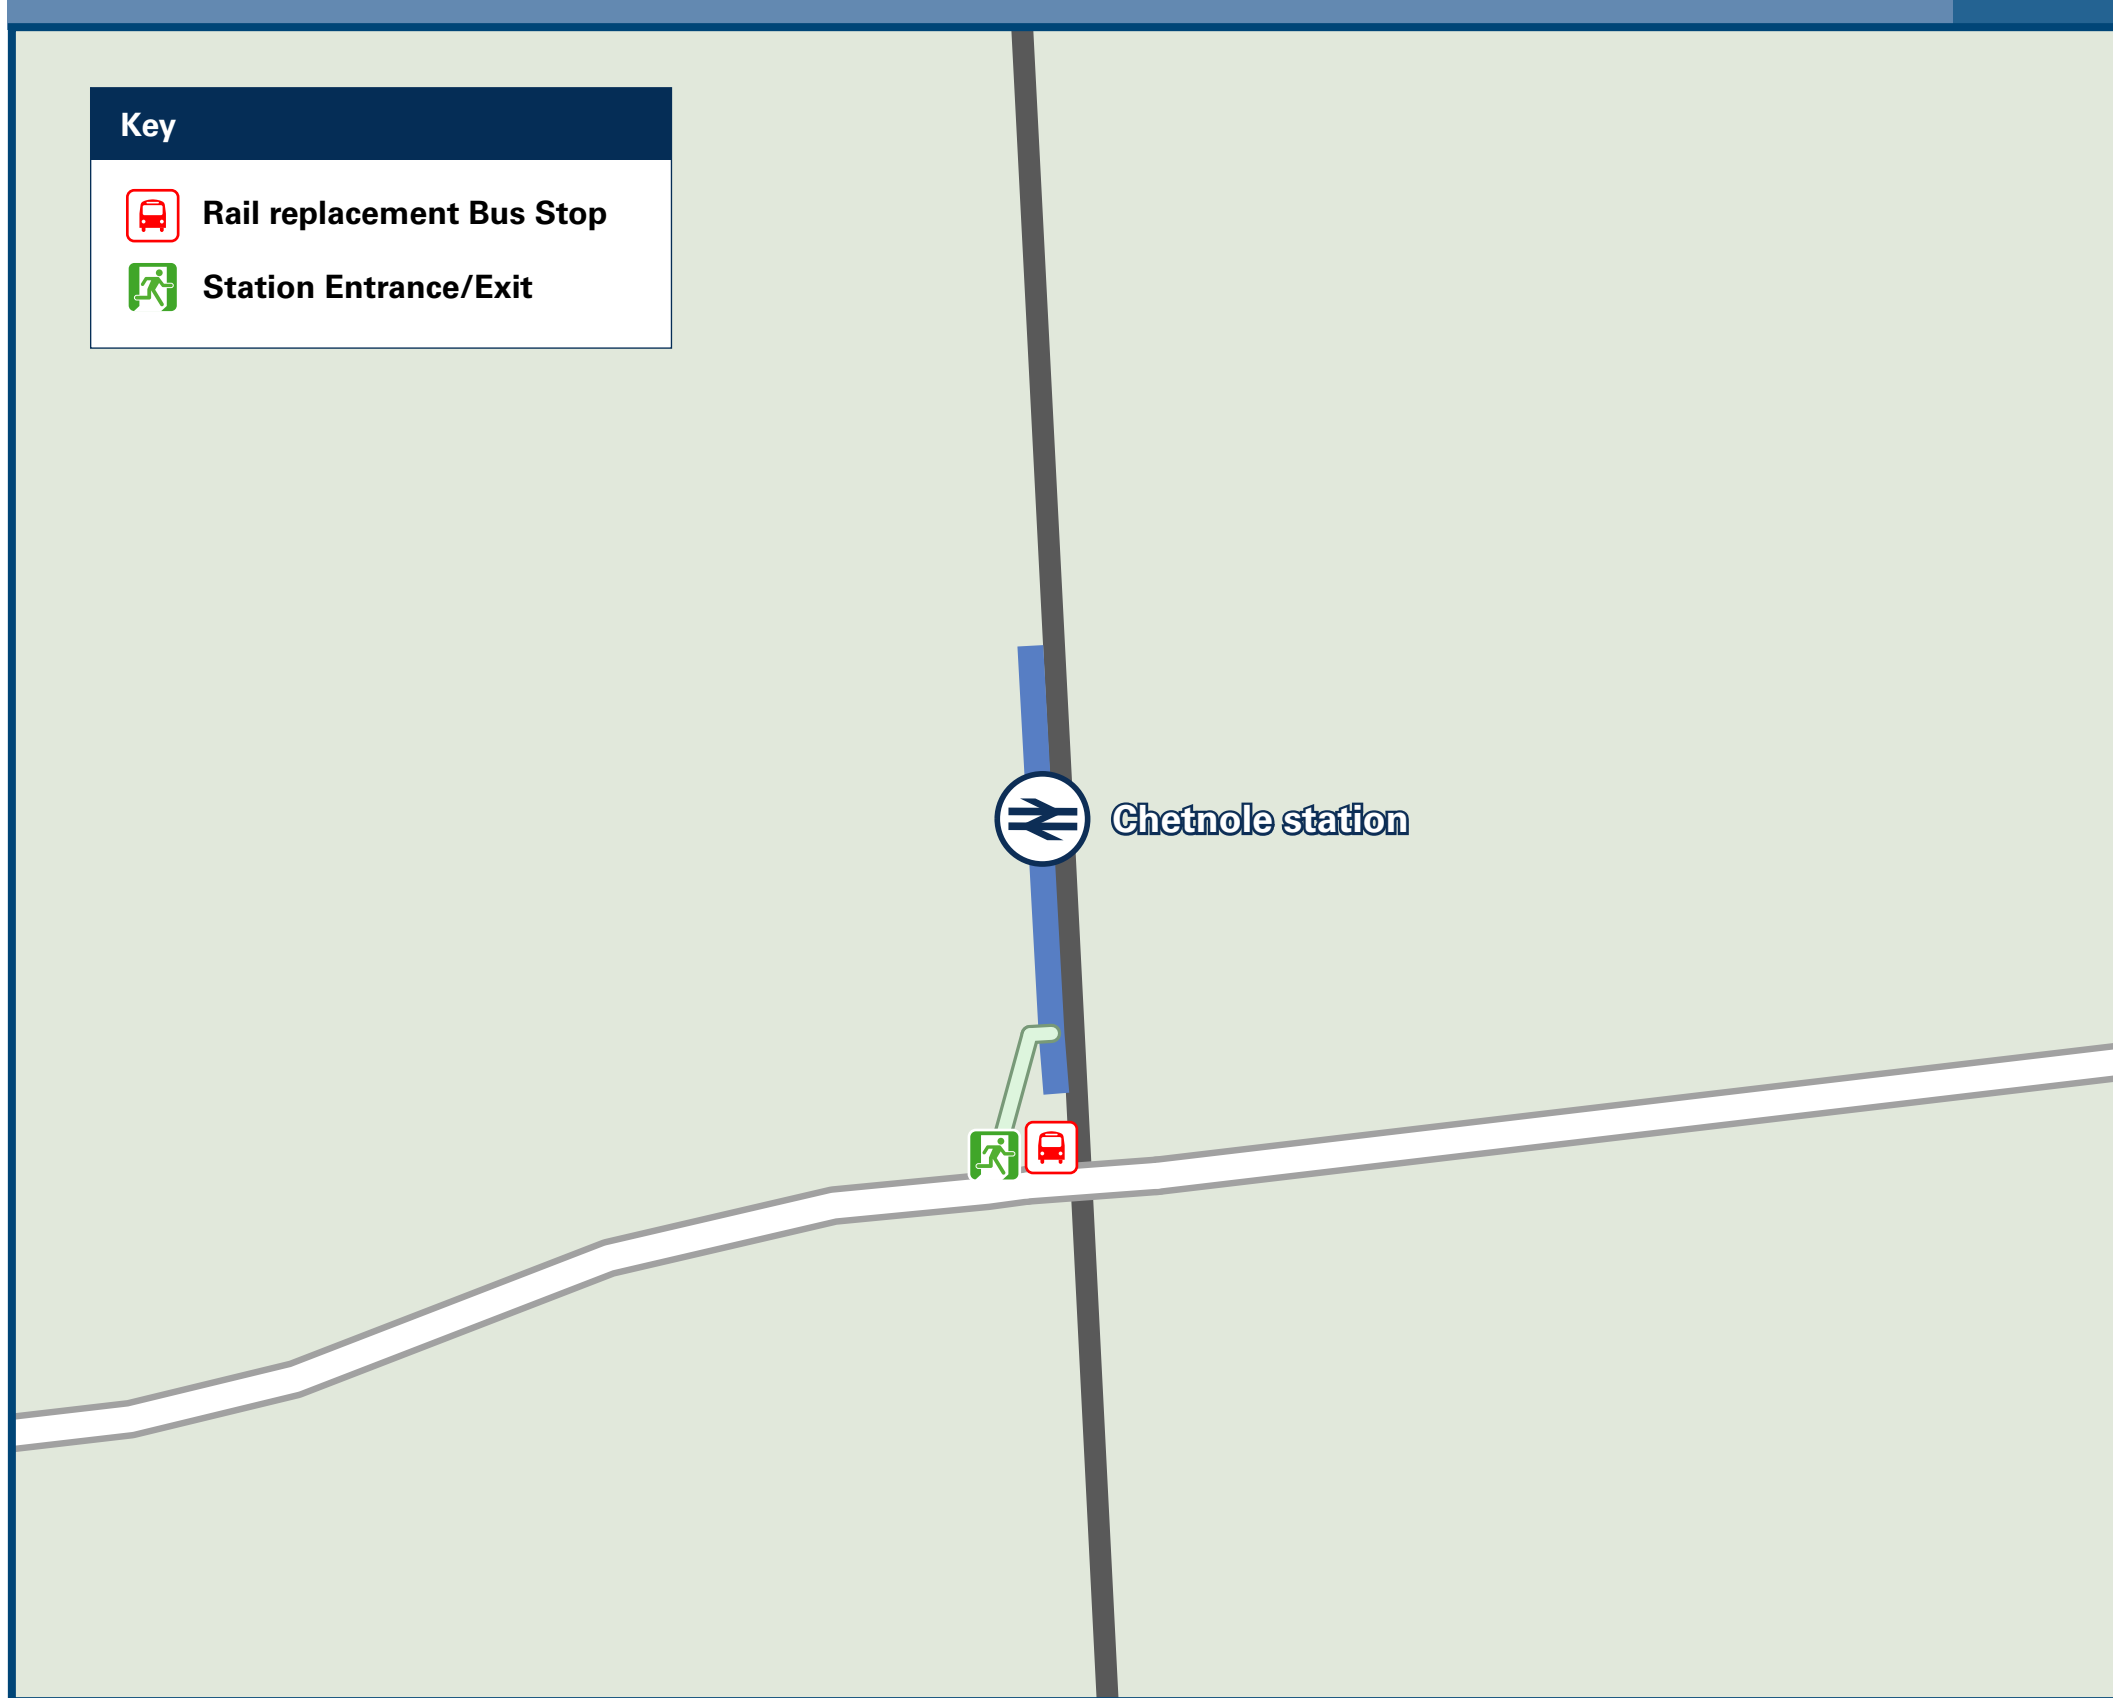 Key
Rail replacement Bus Stop
Station Entrance/Exit
Chetnole station